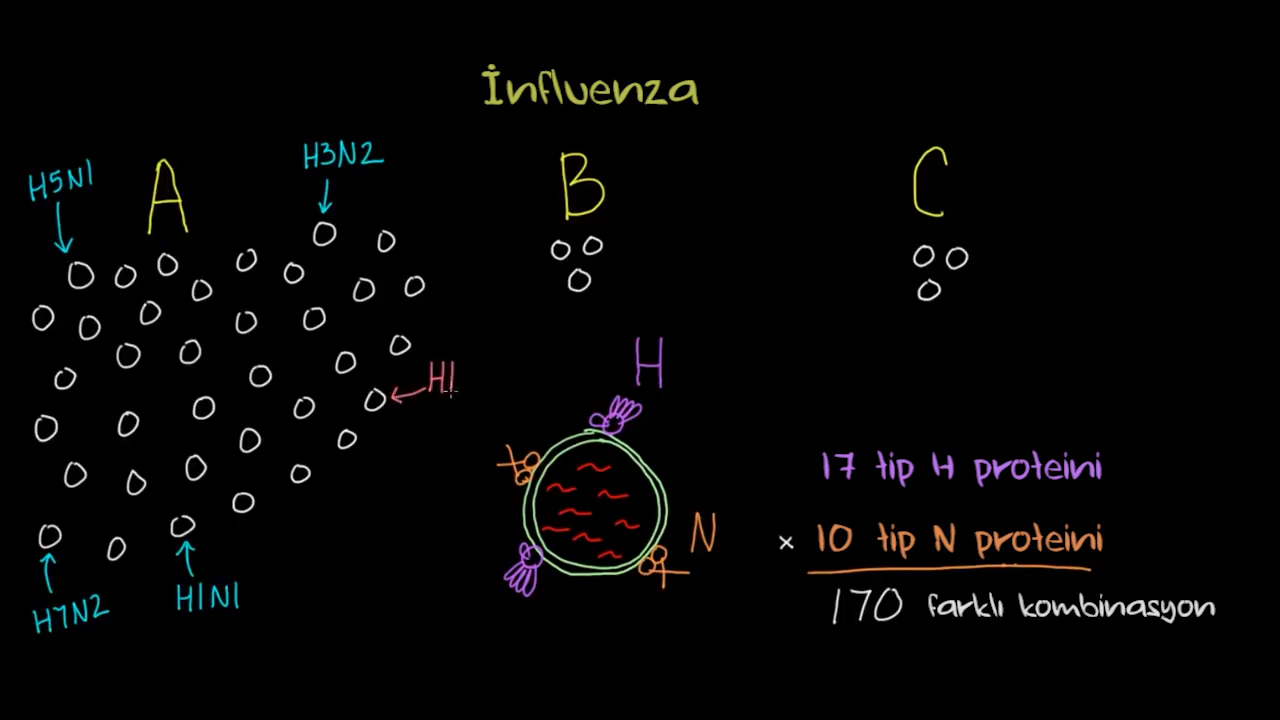 İnfluenza
A
B
C
H5N1
H3N2
H1
H
N
H7N2
H1N1
17 tip H proteini
× 10 tip N proteini
170 farklı kombinasyon